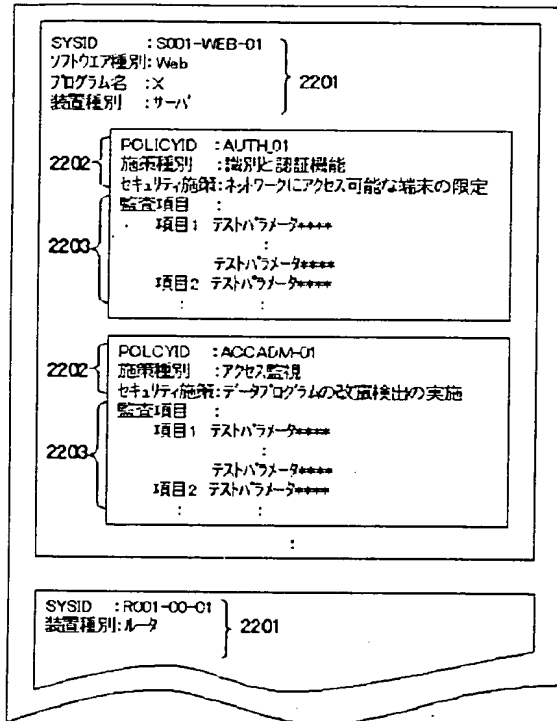 SYSID :S001-WEB-01
ソフトウエア種別:Web
プログラム名 :X
装置種別 :サーバ
2201
POLICYID :AUTH_01
施策種別 :識別と認証機能
セキュリティ施策:ネットワークにアクセス可能な端末の限定
2202
監査項目 :
項目1 テストパラメータ****
:
テストパラメータ****
項目2 テストパラメータ****
: :
2203
POLCYID :ACCADM-01
施策種別 :アクセス監視
セキュリティ施策:データプログラムの改竄検出の実施
2202
監査項目 :
項目1 テストパラメータ****
:
テストパラメータ****
項目2 テストパラメータ****
: :
2203
:
SYSID :R001-00-01
装置種別:ルータ
2201